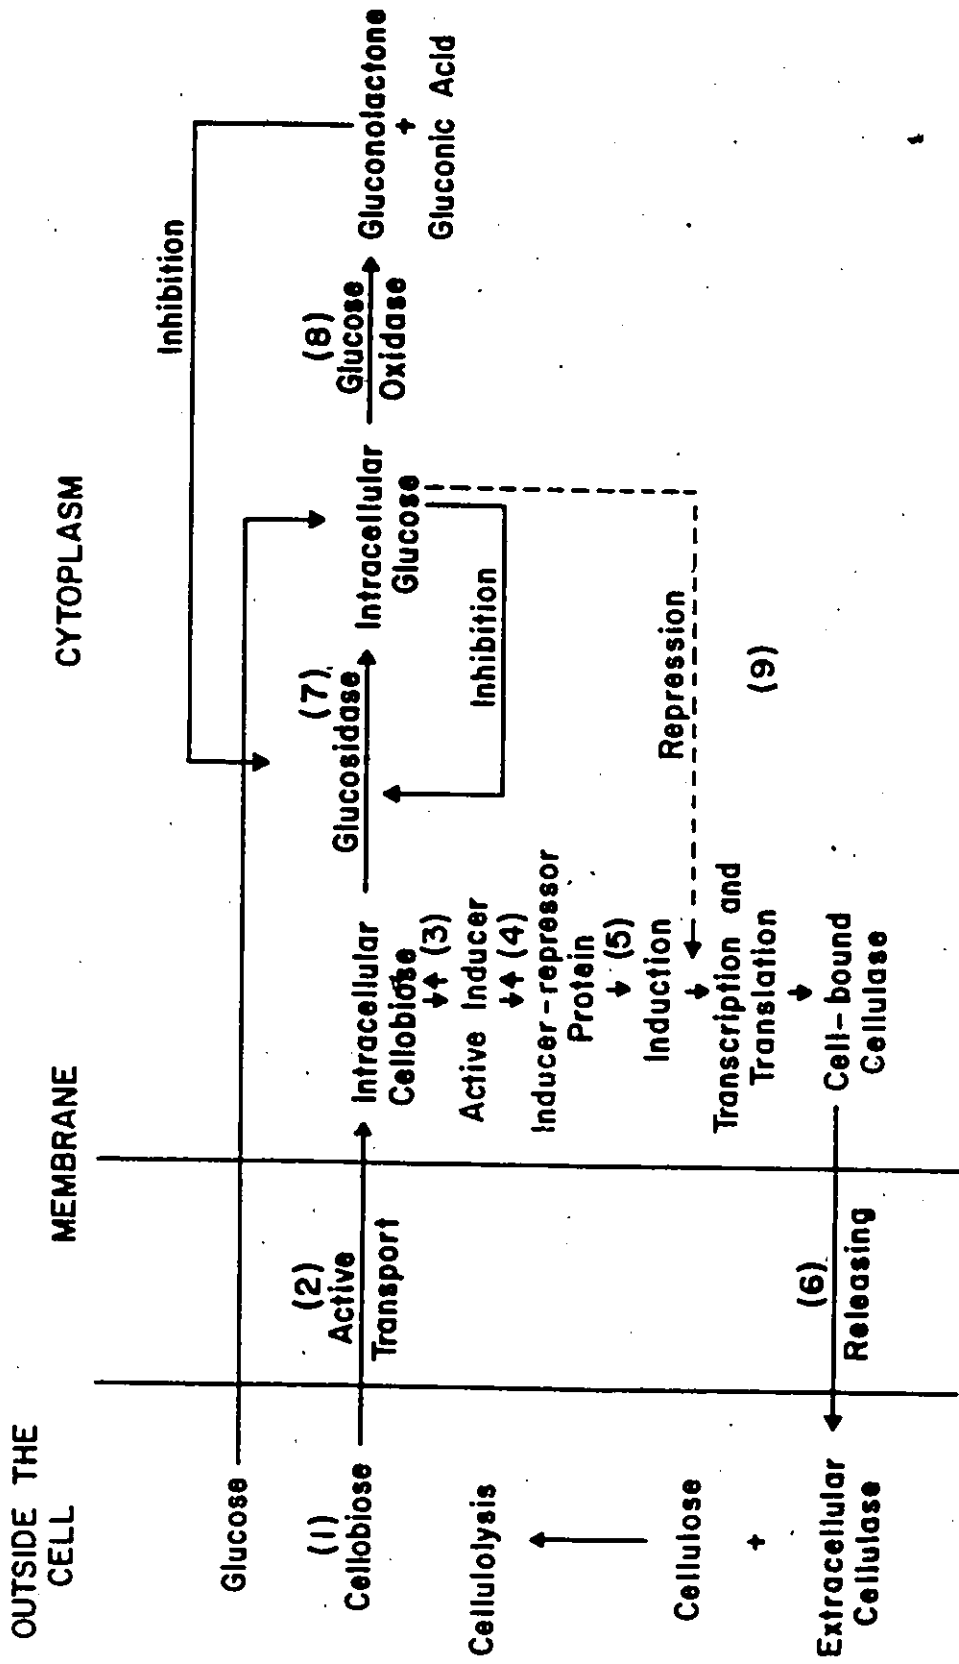 OUTSIDE THE
CELL
MEMBRANE
CYTOPLASM
Inhibition
Glucose
(1)
Cellobiose
(2)
Active
Transport
Intracellular
Cellobiose
(3)
Active Inducer
(4)
Inducer-repressor
Protein
(5)
Induction
Transcription and
Translation
Cell-bound
Cellulase
(6)
Releasing
Extracellular
Cellulase
+
Cellulose
Cellulolysis
(7)
Glucosidase
Intracellular
Glucose
Inhibition
Repression
(9)
(8)
Glucose
Oxidase
Gluconolactone
+
Gluconic Acid